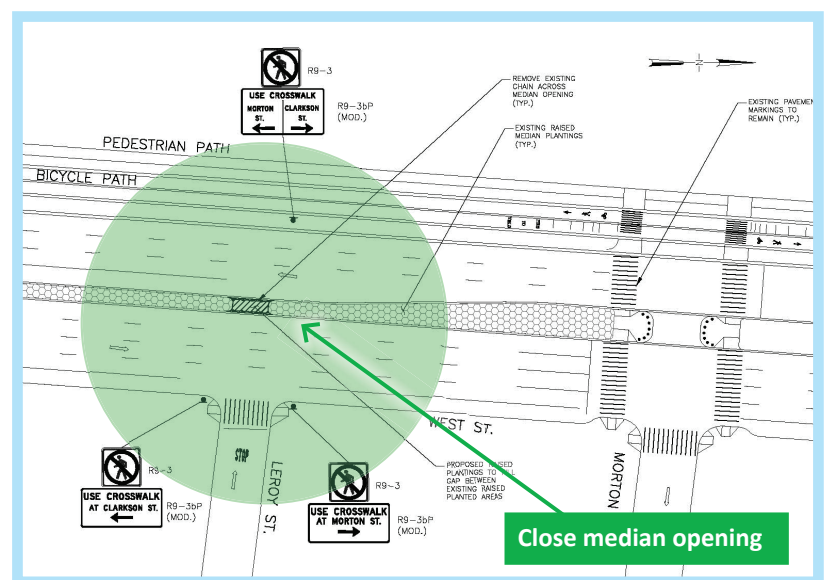 R9-3
USE CROSSWALK
MORTON ST.
CLARKSON ST.
R9-3bP
(MOD.)
REMOVE EXISTING
CHAIN ACROSS
MEDIAN OPENING
(TYP.)
EXISTING RAISED
MEDIAN PLANTINGS
(TYP.)
N
EXISTING PAVEMEN
MARKINGS TO
REMAIN (TYP.)
PEDESTRIAN PATH
BICYCLE PATH
WEST ST.
STOP
LEROY ST.
MORTON
R9-3
USE CROSSWALK
AT CLARKSON ST.
R9-3bP
(MOD.)
R9-3
USE CROSSWALK
AT MORTON ST.
R9-3bP
(MOD.)
PROPOSED RAISED
PLANTINGS TO FILL
GAP BETWEEN
EXISTING RAISED
PLANTED AREAS
Close median opening